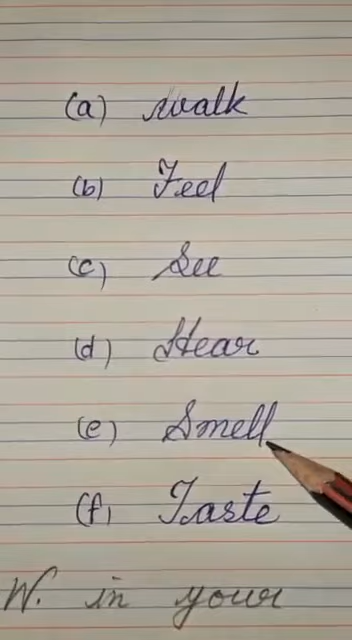 (a) walk
(b) Feel
(c) See
(d) Hear
(e) Smell
(f) Taste
W. in your